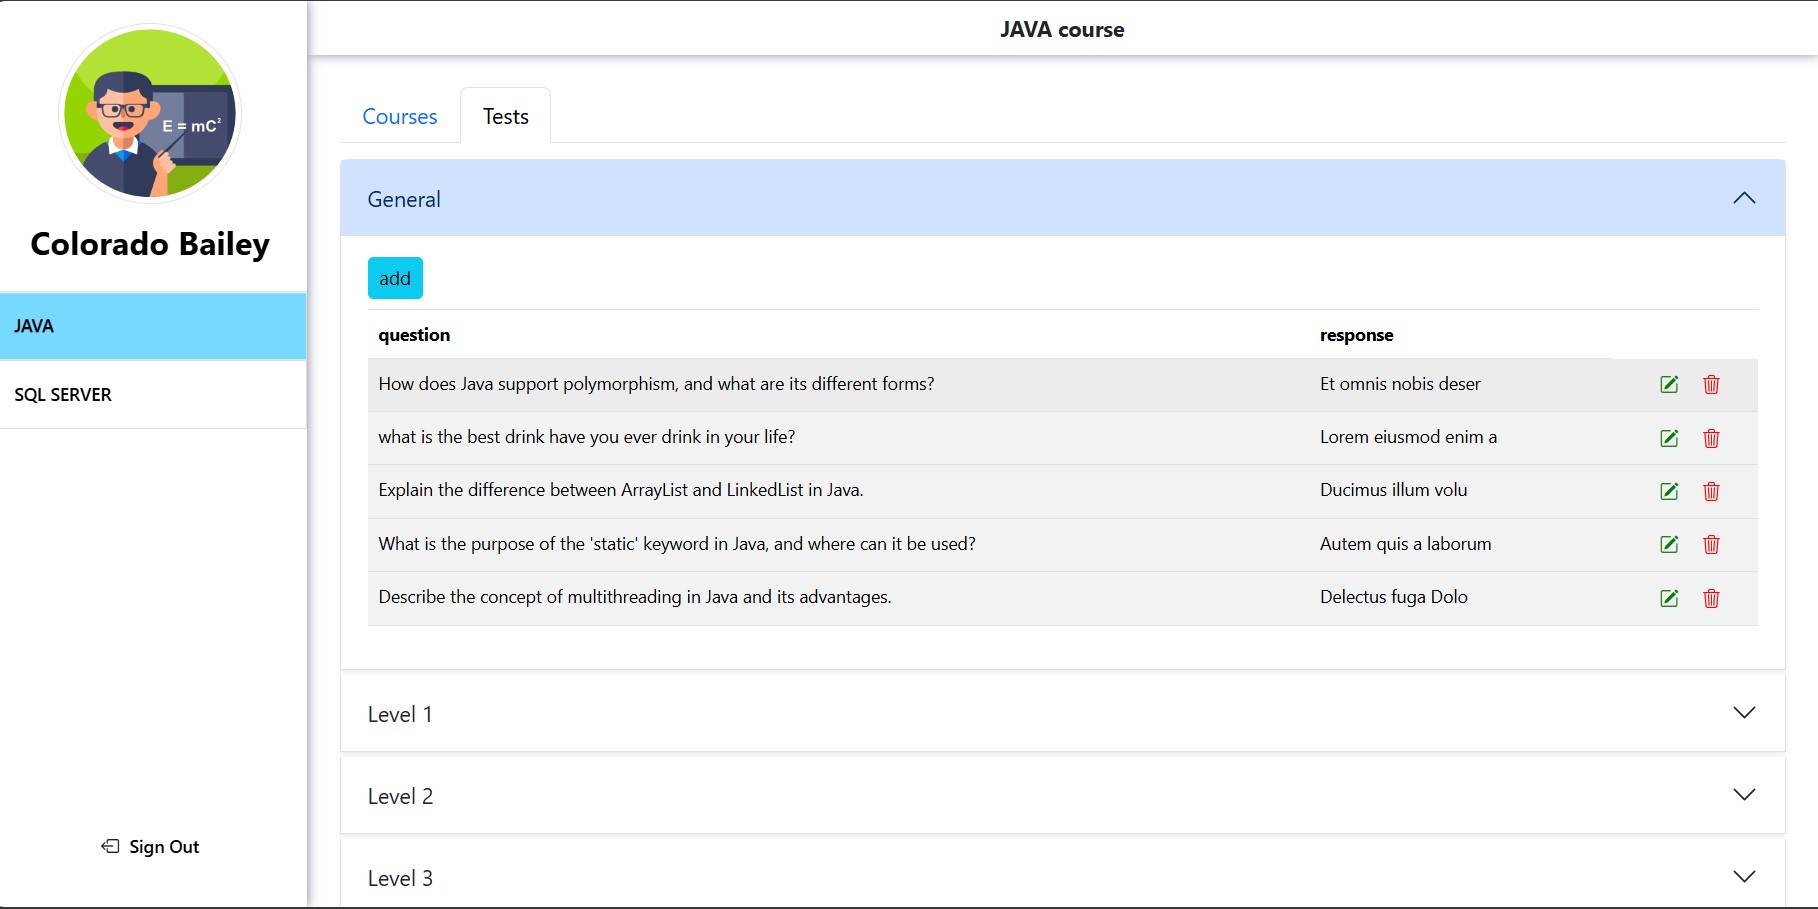 JAVA course
E = mC²
Colorado Bailey
JAVA
SQL SERVER
Sign Out
Courses Tests
General
add
question response
How does Java support polymorphism, and what are its different forms? Et omnis nobis deser
what is the best drink have you ever drink in your life? Lorem eiusmod enim a
Explain the difference between ArrayList and LinkedList in Java. Ducimus illum volu
What is the purpose of the 'static' keyword in Java, and where can it be used? Autem quis a laborum
Describe the concept of multithreading in Java and its advantages. Delectus fuga Dolo
Level 1
Level 2
Level 3